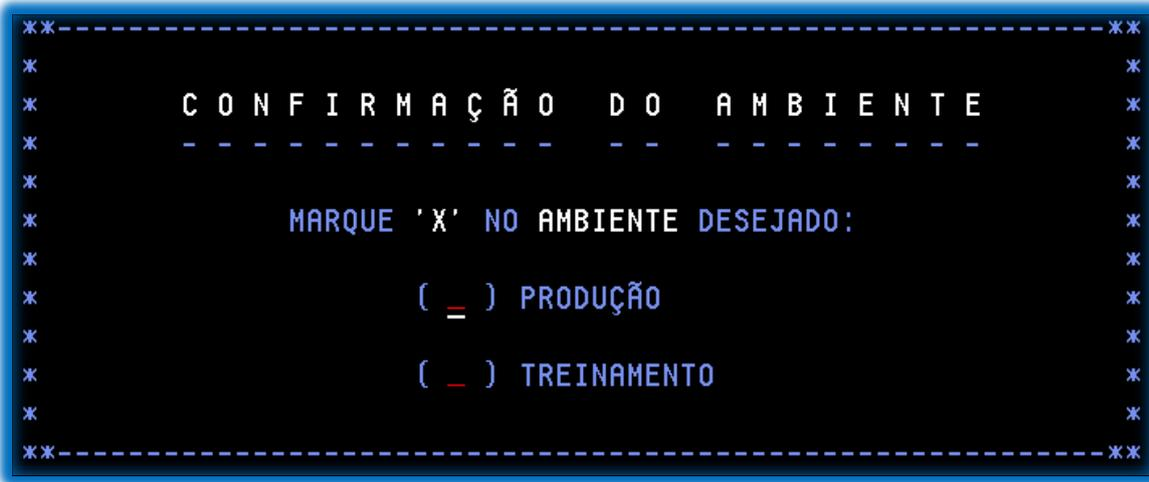 **-----------------------------------------------------------**
C O N F I R M A Ç Ã O   D O   A M B I E N T E
- - - - - - - - - - -   - -   - - - - - - - -
MARQUE 'X' NO AMBIENTE DESEJADO:
( _ ) PRODUÇÃO
( _ ) TREINAMENTO
**-----------------------------------------------------------**